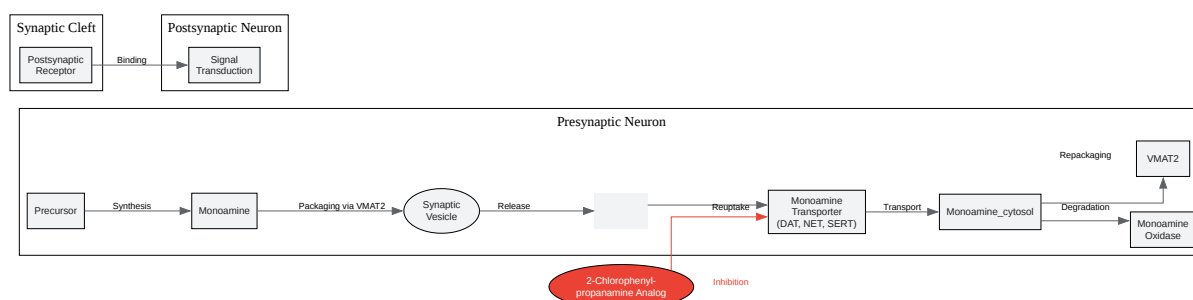 Synaptic Cleft
Postsynaptic Neuron
Postsynaptic
Receptor
Binding
Signal
Transduction
Presynaptic Neuron
Precursor
Synthesis
Monoamine
Packaging via VMAT2
Synaptic
Vesicle
Release
Reuptake
Monoamine
Transporter
(DAT, NET, SERT)
Transport
Monoamine_cytosol
Repackaging
VMAT2
Degradation
Monoamine
Oxidase
2-Chlorophenyl-
propanamine Analog
Inhibition